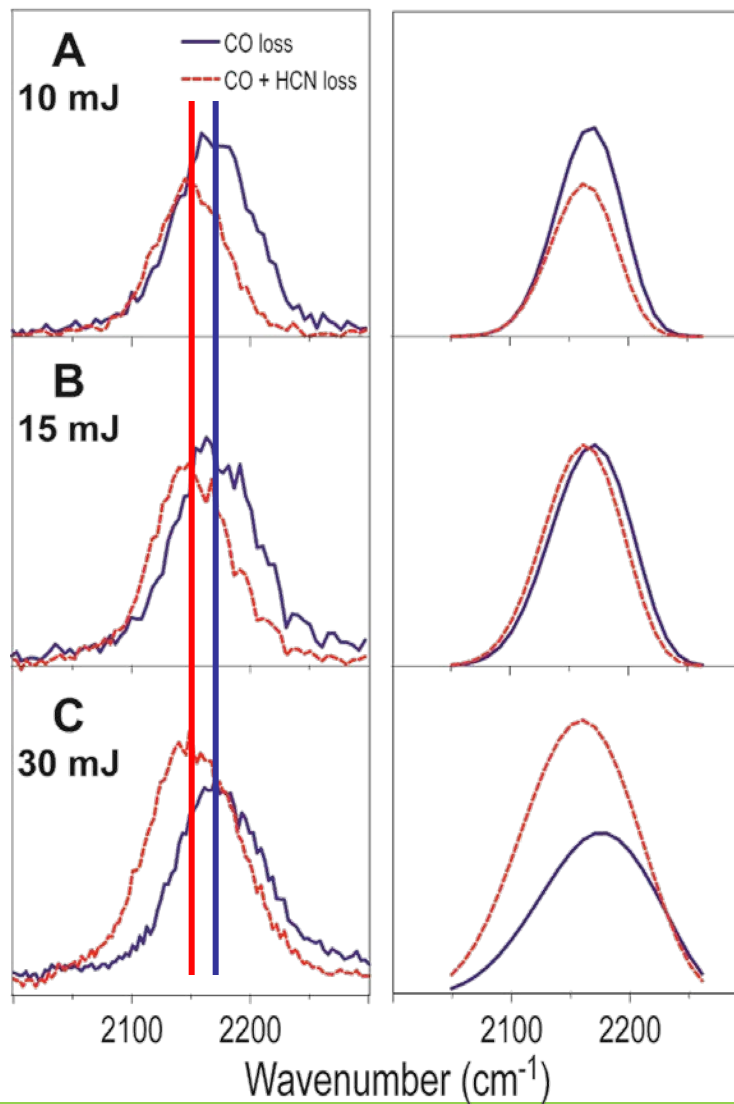 A
10 mJ
CO loss
CO + HCN loss
B
15 mJ
C
30 mJ
2100 2200 2100 2200
Wavenumber (cm⁻¹)